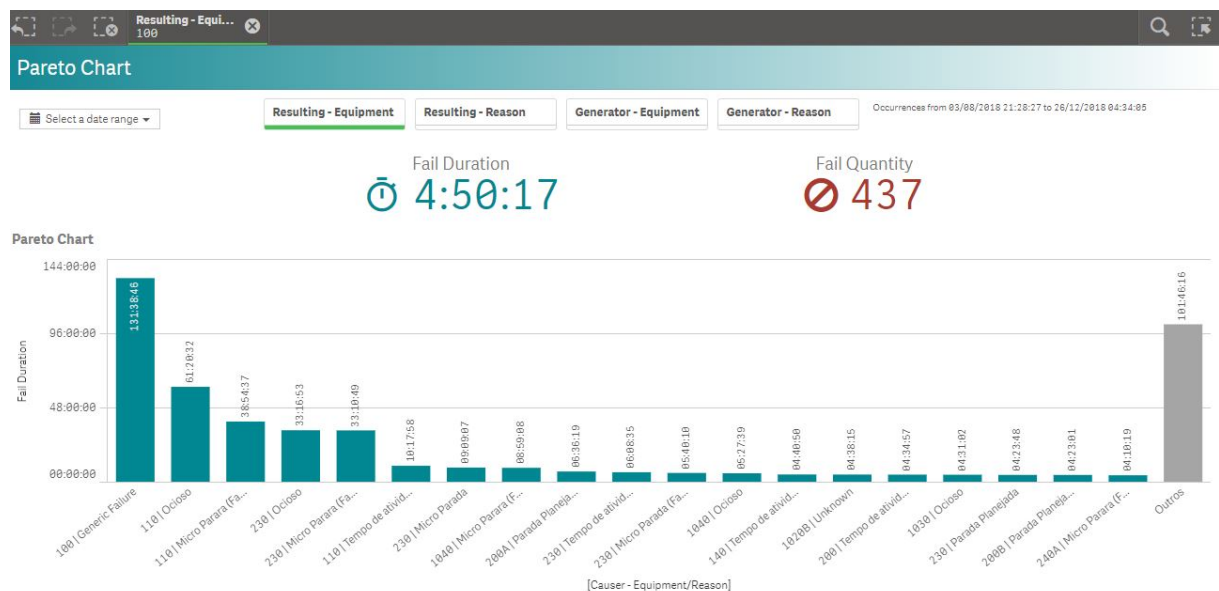 Resulting - Equi...
100
Pareto Chart
Select a date range
Resulting - Equipment
Resulting - Reason
Generator - Equipment
Generator - Reason
Occurrences from 03/08/2018 21:28:27 to 26/12/2018 04:34:05
Fail Duration
4:50:17
Fail Quantity
437
Pareto Chart
Fail Duration
144:00:00
96:00:00
48:00:00
00:00:00
131:38:46
61:20:32
38:54:37
33:16:53
33:10:49
10:17:58
09:09:07
08:59:08
06:36:19
06:08:35
05:40:10
05:27:39
04:40:50
04:38:15
04:34:57
04:31:02
04:23:48
04:23:01
04:10:19
101:46:16
100 | Generic Failure
110 | Ocioso
110 | Micro Parara (Fa...
230 | Ocioso
230 | Micro Parara (Fa...
110 | Tempo de ativid...
230 | Micro Parada
1040 | Micro Parara (F...
200A | Parada Planeja...
230 | Tempo de ativid...
230 | Micro Parada (Fa...
1040 | Ocioso
140 | Tempo de ativid...
1020B | Unknown
200 | Tempo de ativid...
1030 | Ocioso
230 | Parada Planejada
200B | Parada Planeja...
240A | Micro Parara (F...
Outros
[Causer - Equipment/Reason]